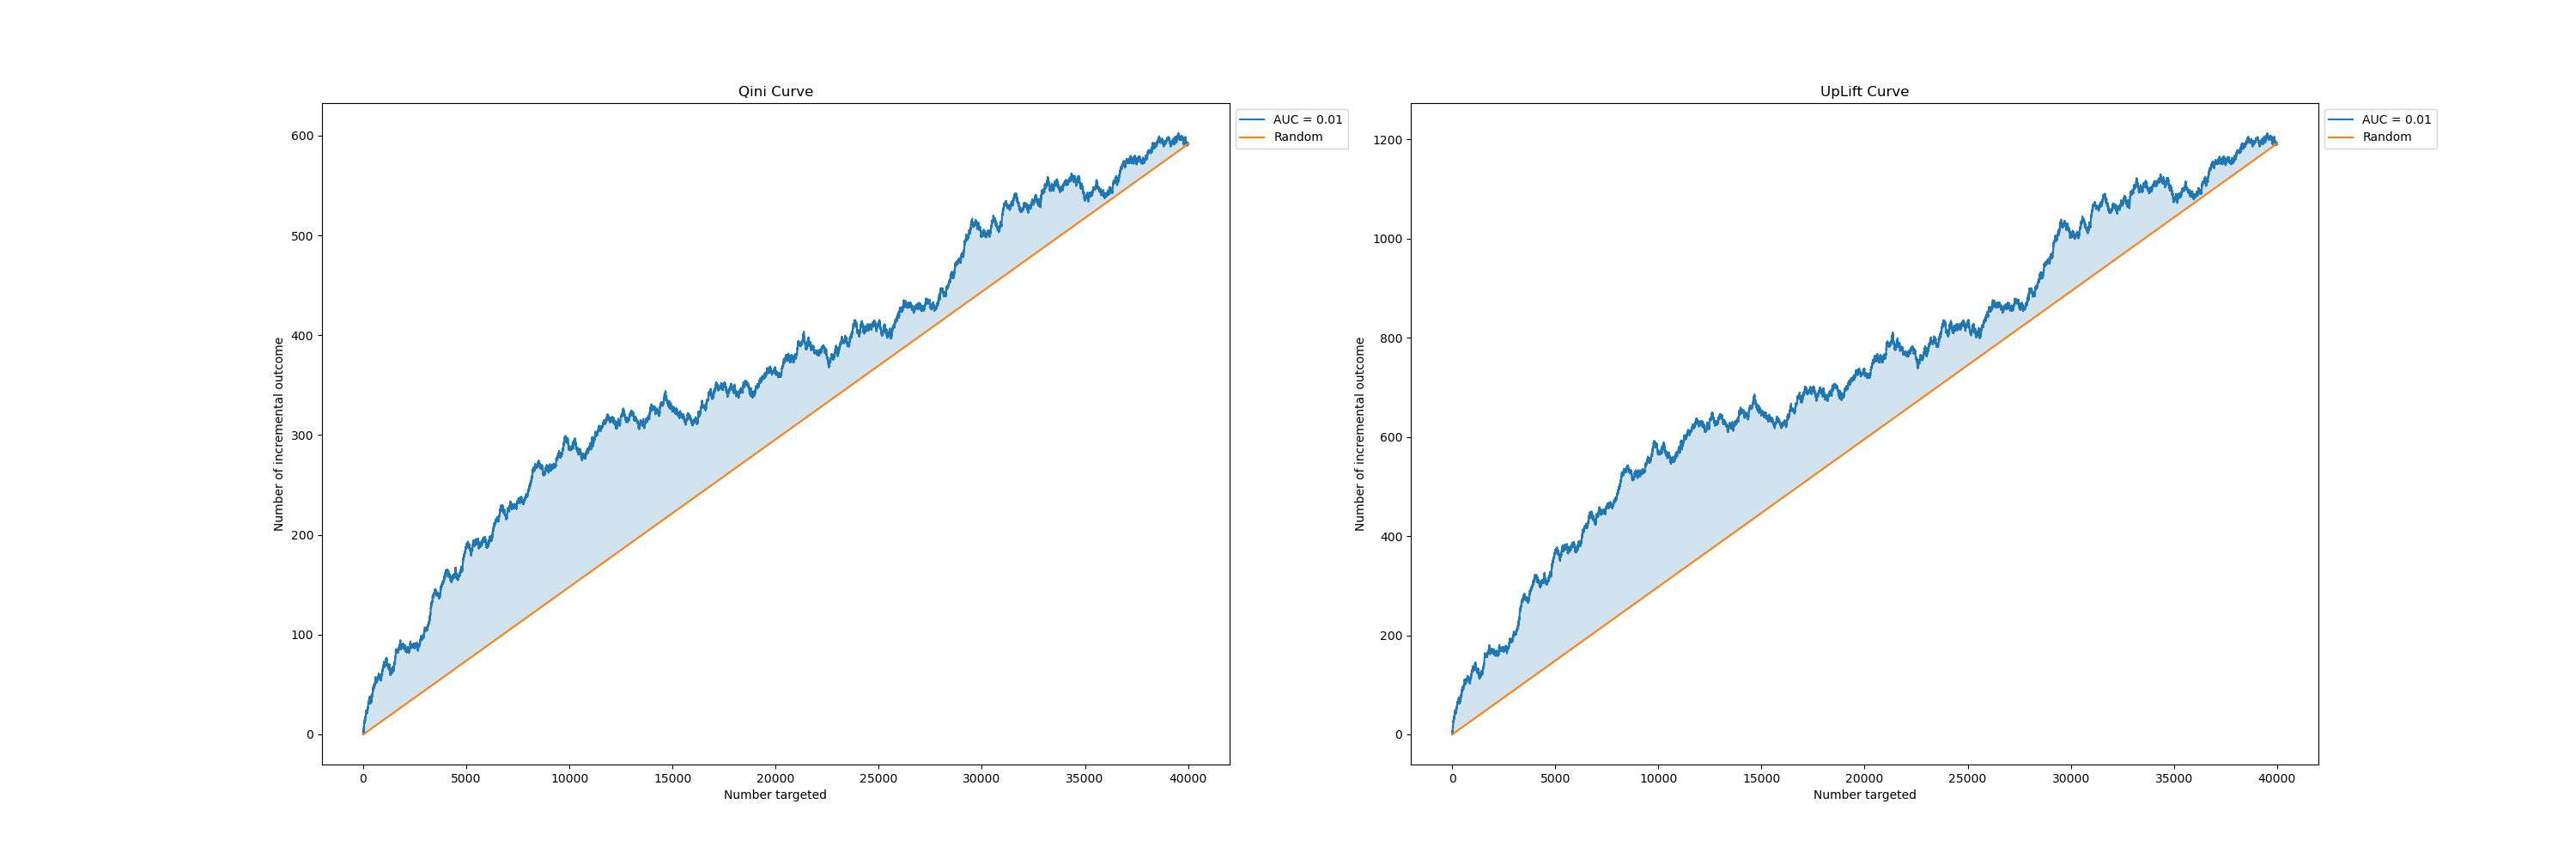 Qini Curve
600
500
400
300
200
100
0
Number of incremental outcome
0 5000 10000 15000 20000 25000 30000 35000 40000
Number targeted
AUC = 0.01
Random
UpLift Curve
1200
1000
800
600
400
200
0
Number of incremental outcome
0 5000 10000 15000 20000 25000 30000 35000 40000
Number targeted
AUC = 0.01
Random